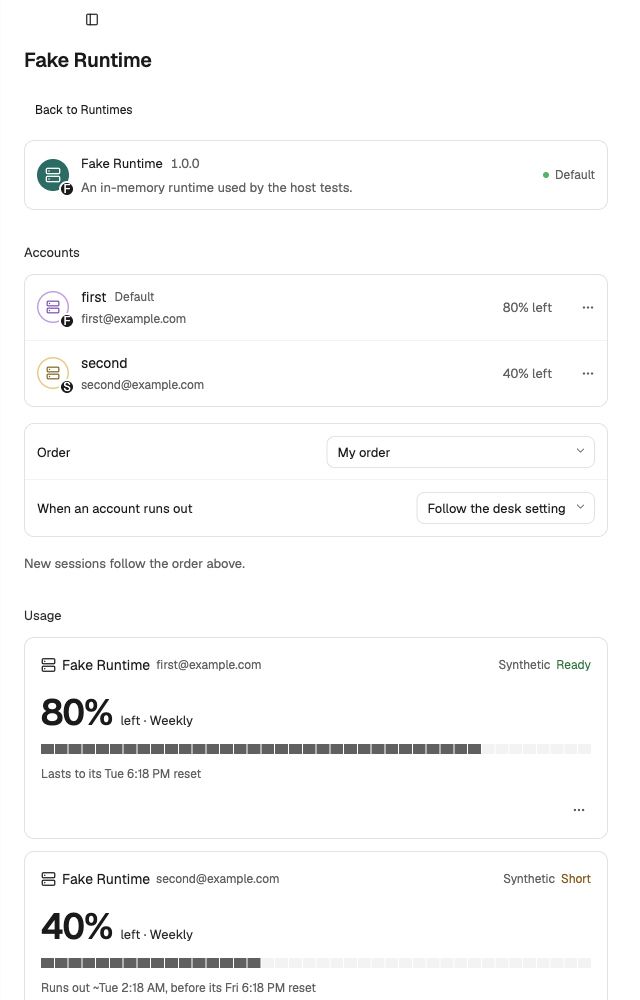 Fake Runtime
Back to Runtimes
Fake Runtime 1.0.0
Default
F
An in-memory runtime used by the host tests.
Accounts
first Default
80% left
F
first@example.com
second
40% left
S
second@example.com
Order
My order
When an account runs out
Follow the desk setting
New sessions follow the order above.
Usage
Fake Runtime first@example.com
Synthetic Ready
80% left · Weekly
Lasts to its Tue 6:18 PM reset
Fake Runtime second@example.com
Synthetic Short
40% left · Weekly
Runs out ~Tue 2:18 AM, before its Fri 6:18 PM reset